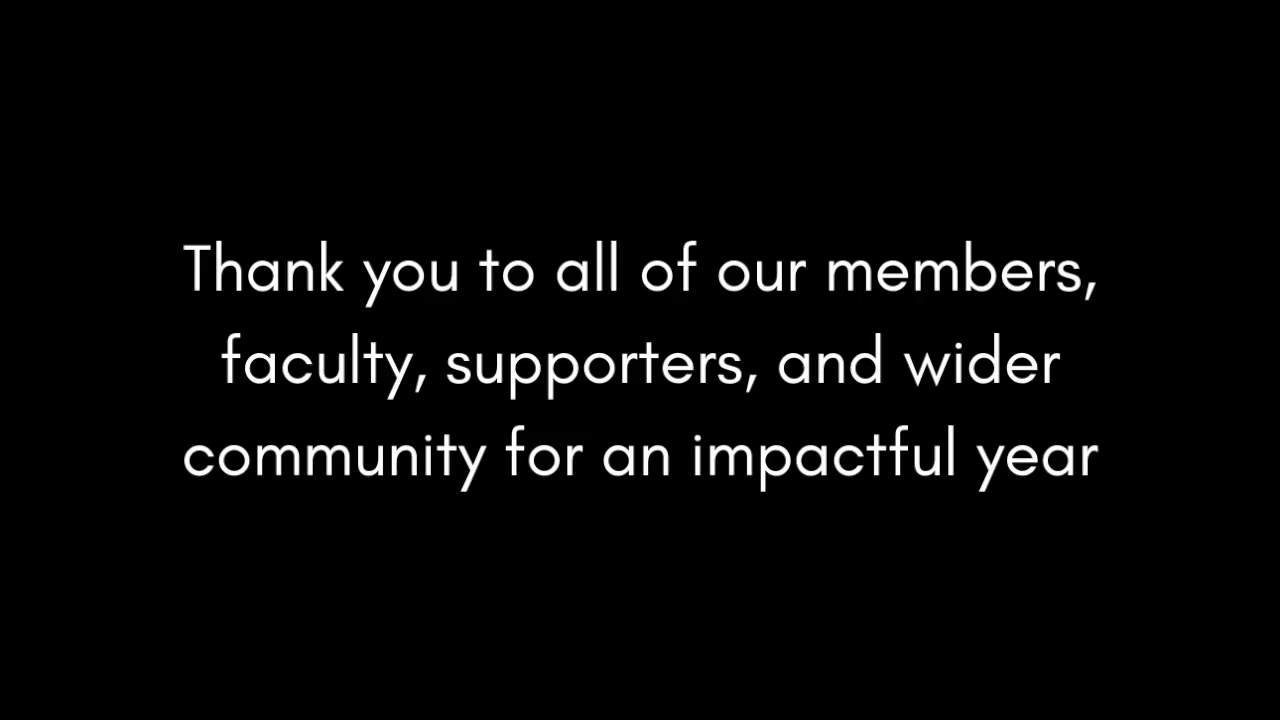 Thank you to all of our members,
faculty, supporters, and wider
community for an impactful year